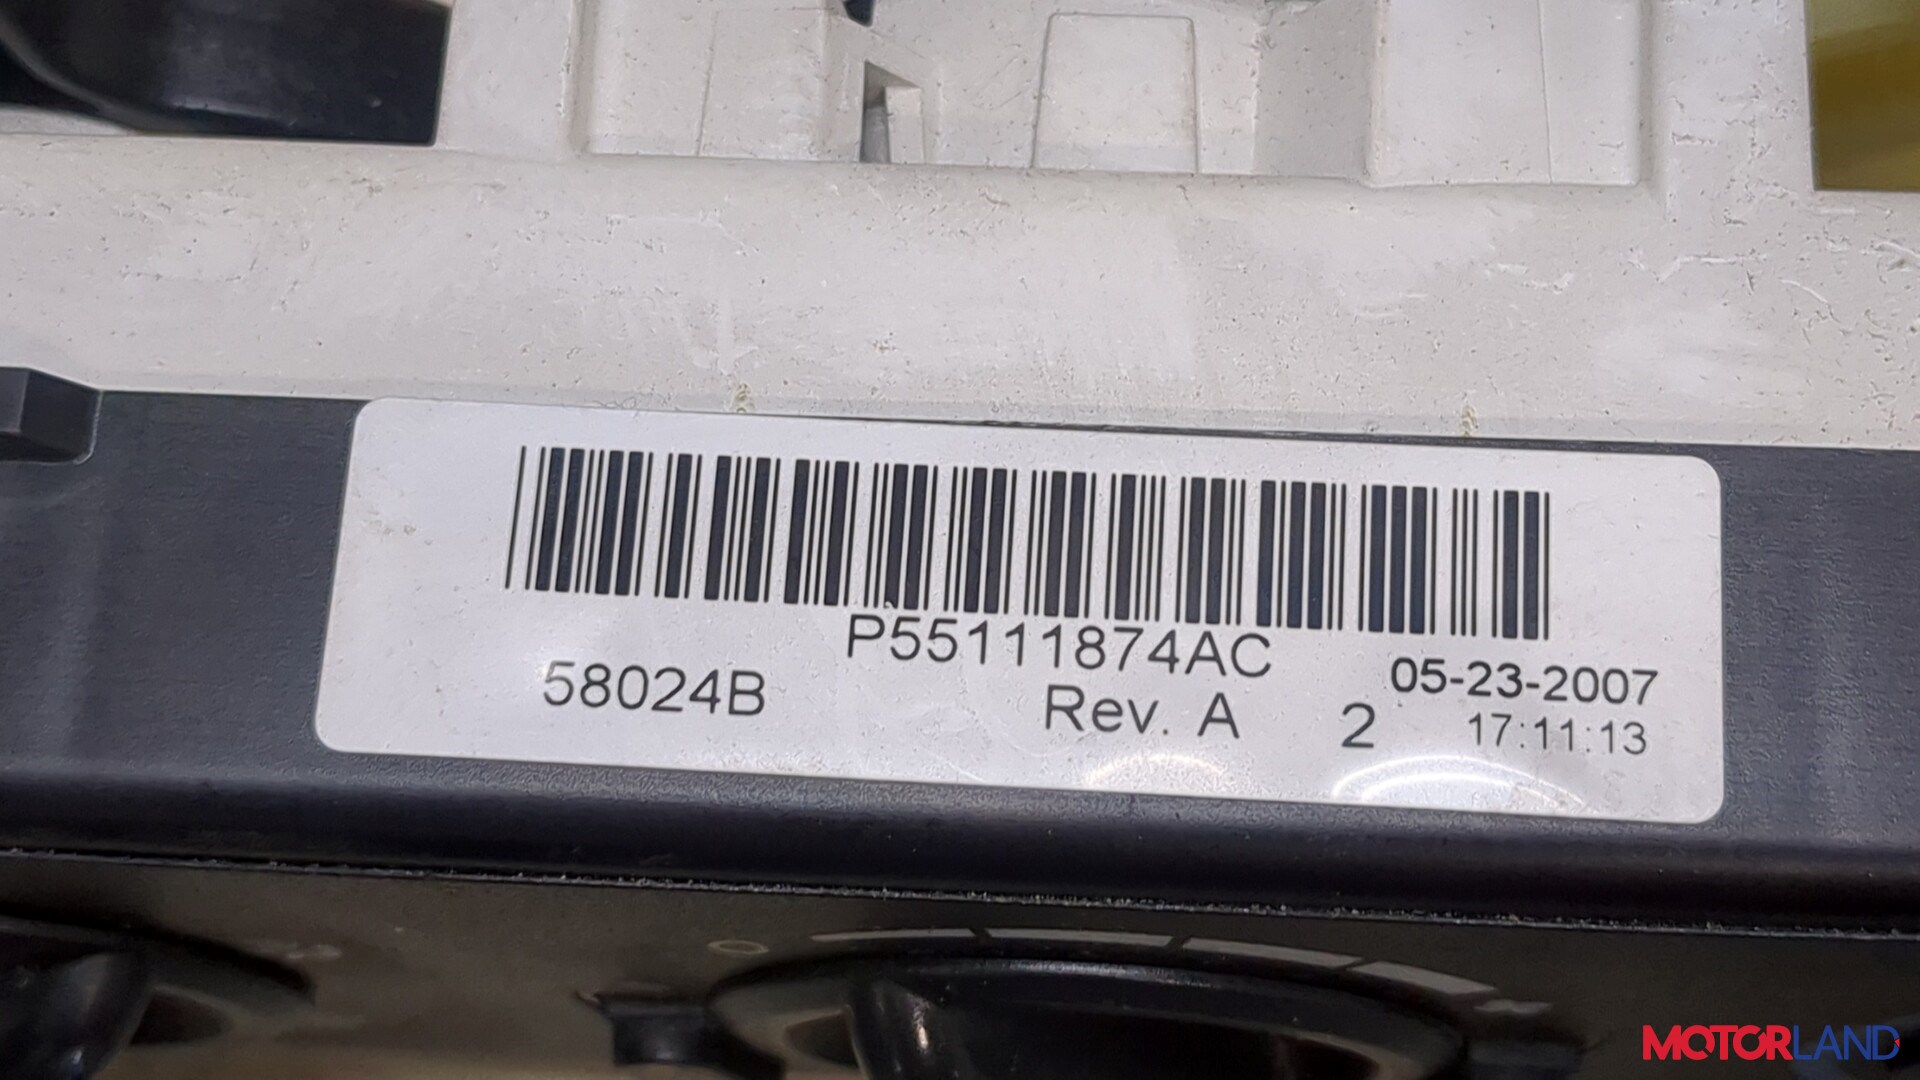 P55111874AC
58024B
Rev. A
2
05-23-2007
17:11:13
MOTORLAND